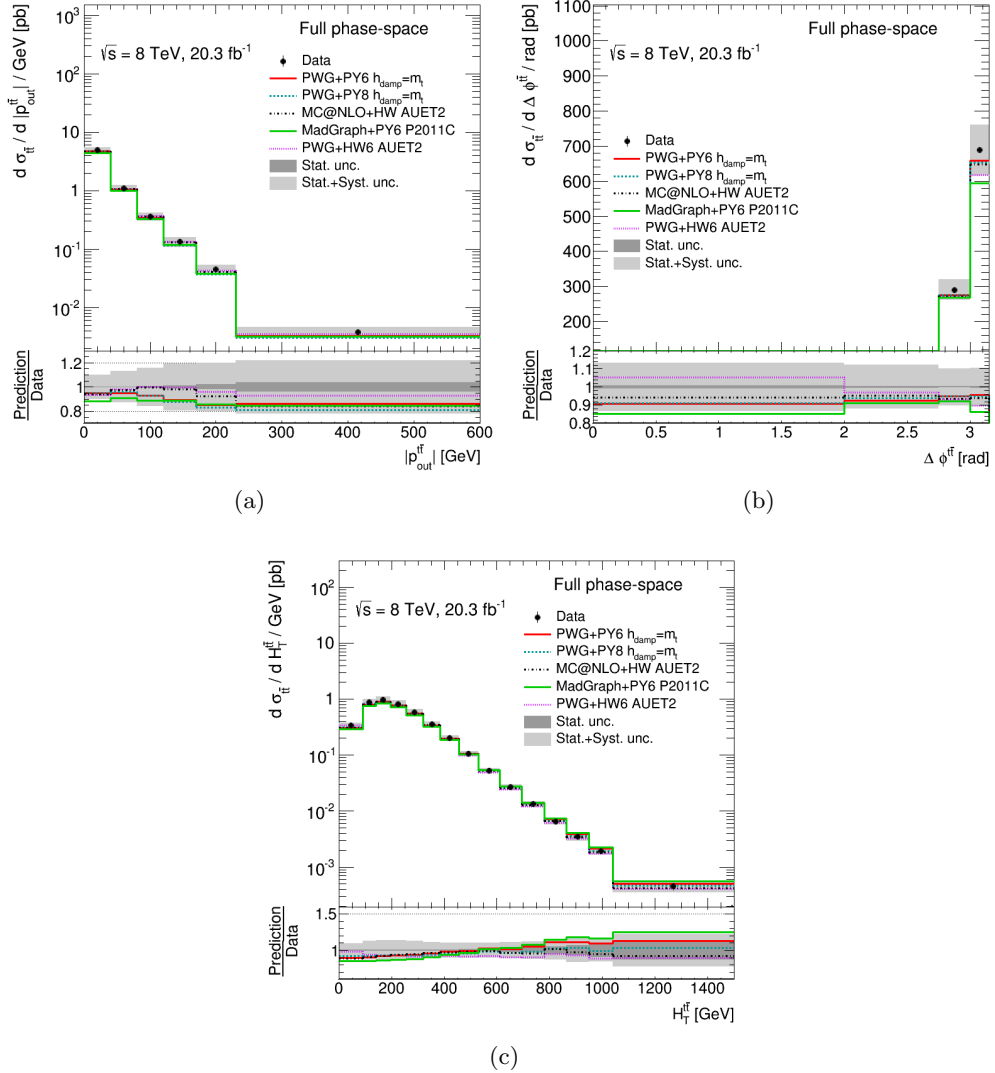 Full phase-space
√s = 8 TeV, 20.3 fb⁻¹
Data
PWG+PY6 h_damp=m_t
PWG+PY8 h_damp=m_t
MC@NLO+HW AUET2
MadGraph+PY6 P2011C
PWG+HW6 AUET2
Stat. unc.
Stat.+Syst. unc.
d σ_tt̄ / d |p_out^tt̄| / GeV [pb]
10³
10²
10
1
10⁻¹
10⁻²
Prediction
Data
1.2
1
0.8
0 100 200 300 400 500 600
|p_out^tt̄| [GeV]
(a)
Full phase-space
√s = 8 TeV, 20.3 fb⁻¹
Data
PWG+PY6 h_damp=m_t
PWG+PY8 h_damp=m_t
MC@NLO+HW AUET2
MadGraph+PY6 P2011C
PWG+HW6 AUET2
Stat. unc.
Stat.+Syst. unc.
d σ_tt̄ / d Δ ϕ^tt̄ / rad [pb]
1100
1000
900
800
700
600
500
400
300
200
Prediction
Data
1.2
1.1
1
0.9
0.8
0 0.5 1 1.5 2 2.5 3
Δ ϕ^tt̄ [rad]
(b)
Full phase-space
√s = 8 TeV, 20.3 fb⁻¹
Data
PWG+PY6 h_damp=m_t
PWG+PY8 h_damp=m_t
MC@NLO+HW AUET2
MadGraph+PY6 P2011C
PWG+HW6 AUET2
Stat. unc.
Stat.+Syst. unc.
d σ_tt̄ / d H_T^tt̄ / GeV [pb]
10²
10
1
10⁻¹
10⁻²
10⁻³
Prediction
Data
1.5
1
0 200 400 600 800 1000 1200 1400
H_T^tt̄ [GeV]
(c)